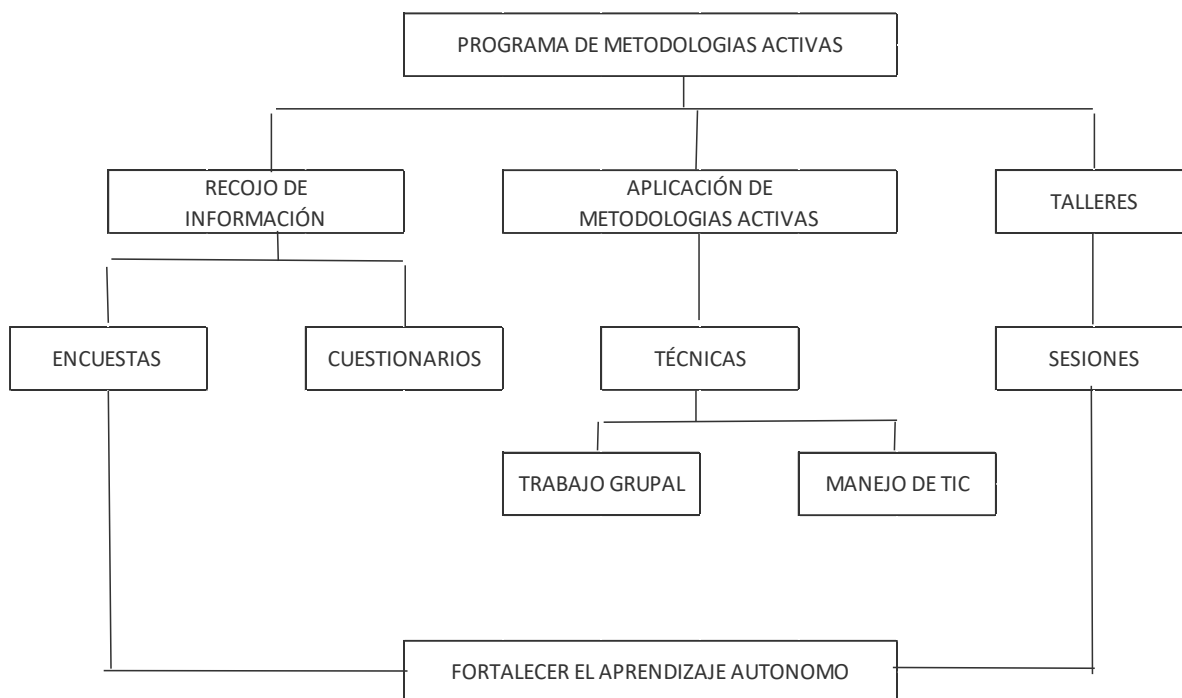 PROGRAMA DE METODOLOGIAS ACTIVAS
RECOJO DE
INFORMACIÓN
APLICACIÓN DE
METODOLOGIAS ACTIVAS
TALLERES
ENCUESTAS
CUESTIONARIOS
TÉCNICAS
SESIONES
TRABAJO GRUPAL
MANEJO DE TIC
FORTALECER EL APRENDIZAJE AUTONOMO